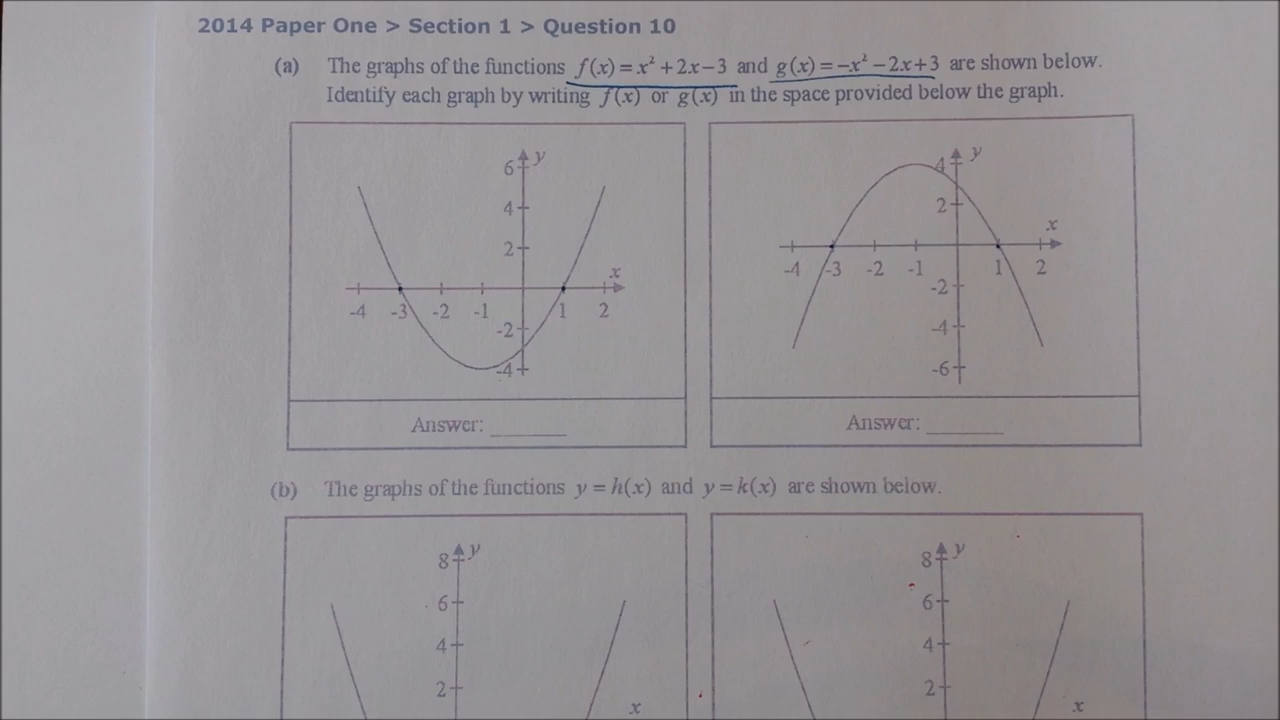 2014 Paper One > Section 1 > Question 10
(a) The graphs of the functions f(x)=x²+2x−3 and g(x)=−x²−2x+3 are shown below.
Identify each graph by writing f(x) or g(x) in the space provided below the graph.
6 y
4
2
x
-4 -3 -2 -1 1 2
-2
-4
Answer: ________
4 y
2
x
-4 -3 -2 -1 1 2
-2
-4
-6
Answer: ________
(b) The graphs of the functions y=h(x) and y=k(x) are shown below.
8 y
6
4
2
x
8 y
6
4
2
x